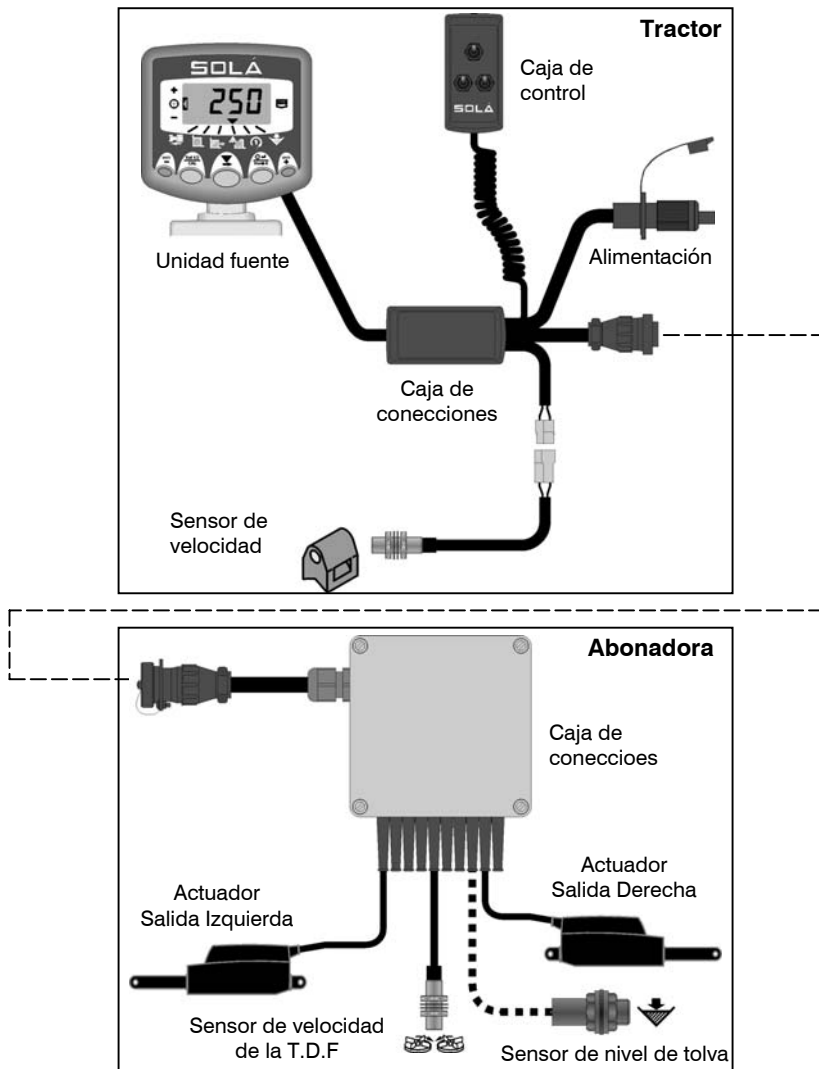 Tractor
SOLÁ
250
Caja de
control
SOLÁ
Unidad fuente
Alimentación
Caja de
conecciones
Sensor de
velocidad
Abonadora
Caja de
coneccioes
Actuador
Salida Izquierda
Actuador
Salida Derecha
Sensor de velocidad
de la T.D.F
Sensor de nivel de tolva